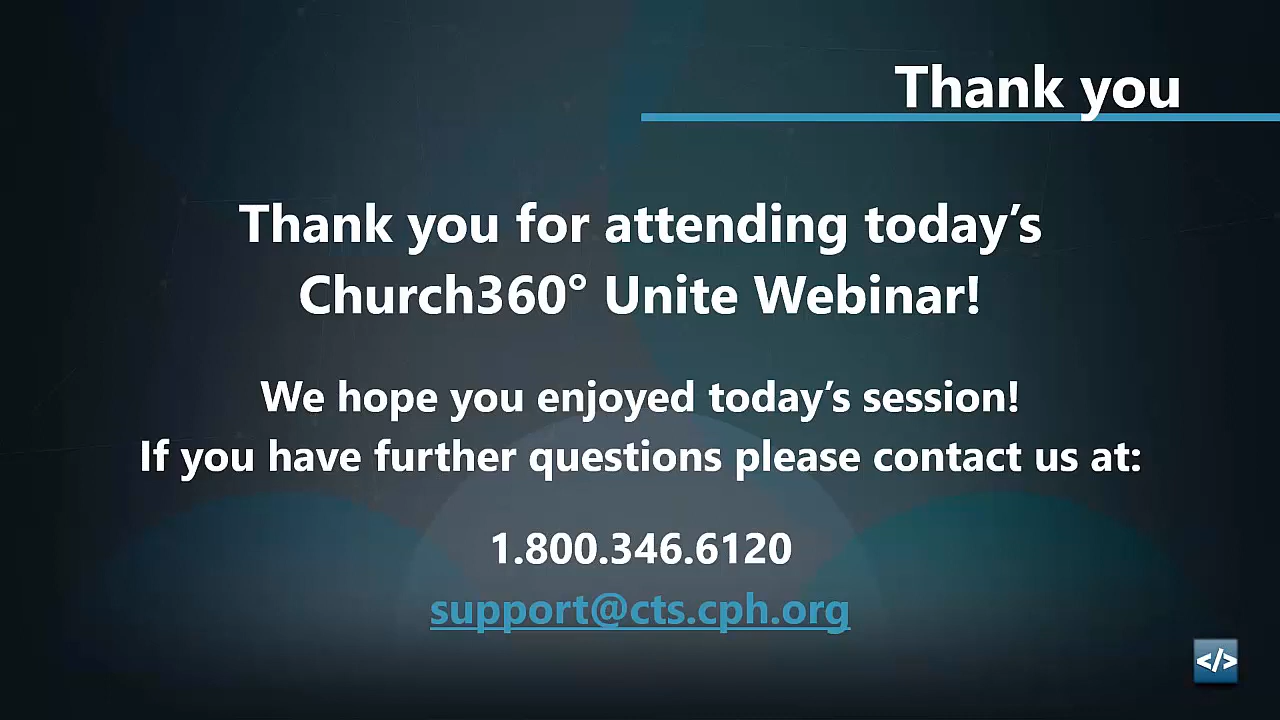 Thank you
Thank you for attending today’s
Church360° Unite Webinar!
We hope you enjoyed today’s session!
If you have further questions please contact us at:
1.800.346.6120
support@cts.cph.org
</>